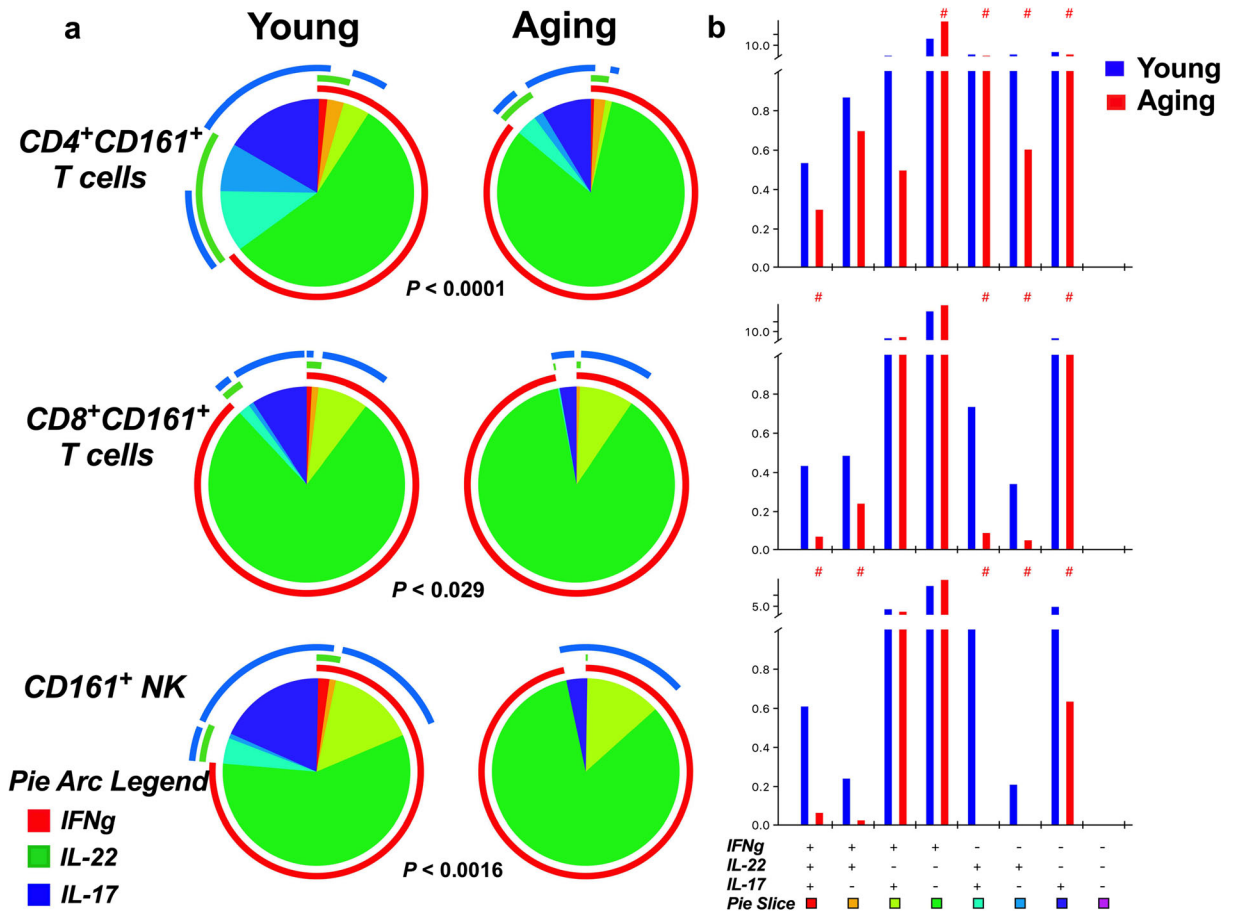 a
Young
Aging
b
CD4+CD161+
T cells
P < 0.0001
CD8+CD161+
T cells
P < 0.029
CD161+ NK
P < 0.0016
Pie Arc Legend
IFNg
IL-22
IL-17
# # # #
10.0
0.8
0.6
0.4
0.2
0.0
Young
Aging
# # # #
10.0
0.8
0.6
0.4
0.2
0.0
# # # # #
5.0
0.8
0.6
0.4
0.2
0.0
IFNg + + + + - - - -
IL-22 + + - - + + - -
IL-17 + - + - + - + -
Pie Slice